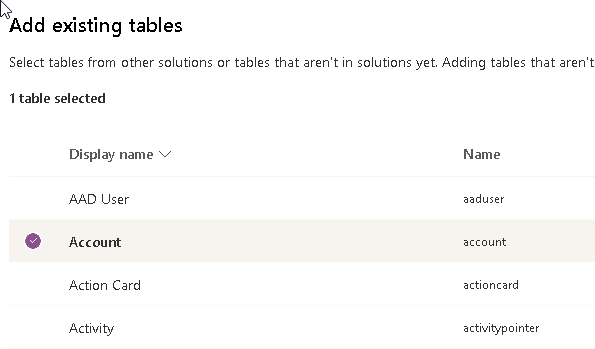 Add existing tables
Select tables from other solutions or tables that aren't in solutions yet. Adding tables that aren't
1 table selected
Display name Name
AAD User aaduser
Account account
Action Card actioncard
Activity activitypointer